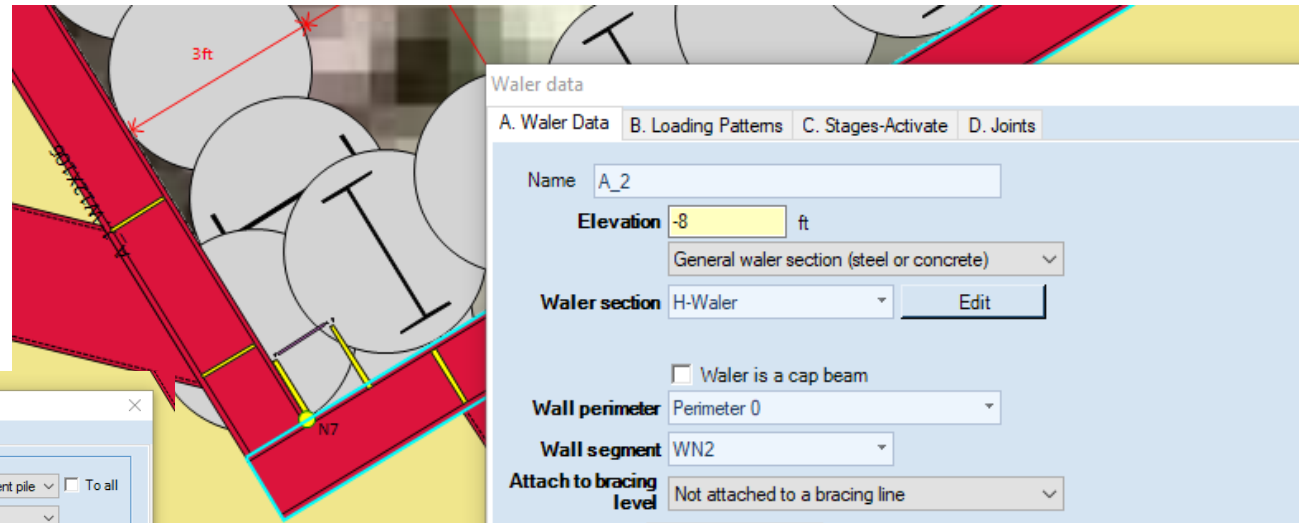 3ft
Waler data
A. Waler Data B. Loading Patterns C. Stages-Activate D. Joints
Name A_2
Elevation -8 ft
General waler section (steel or concrete)
Waler section H-Waler Edit
Waler is a cap beam
Wall perimeter Perimeter 0
Wall segment WN2
Attach to bracing
level Not attached to a bracing line
N7
ent pile To all